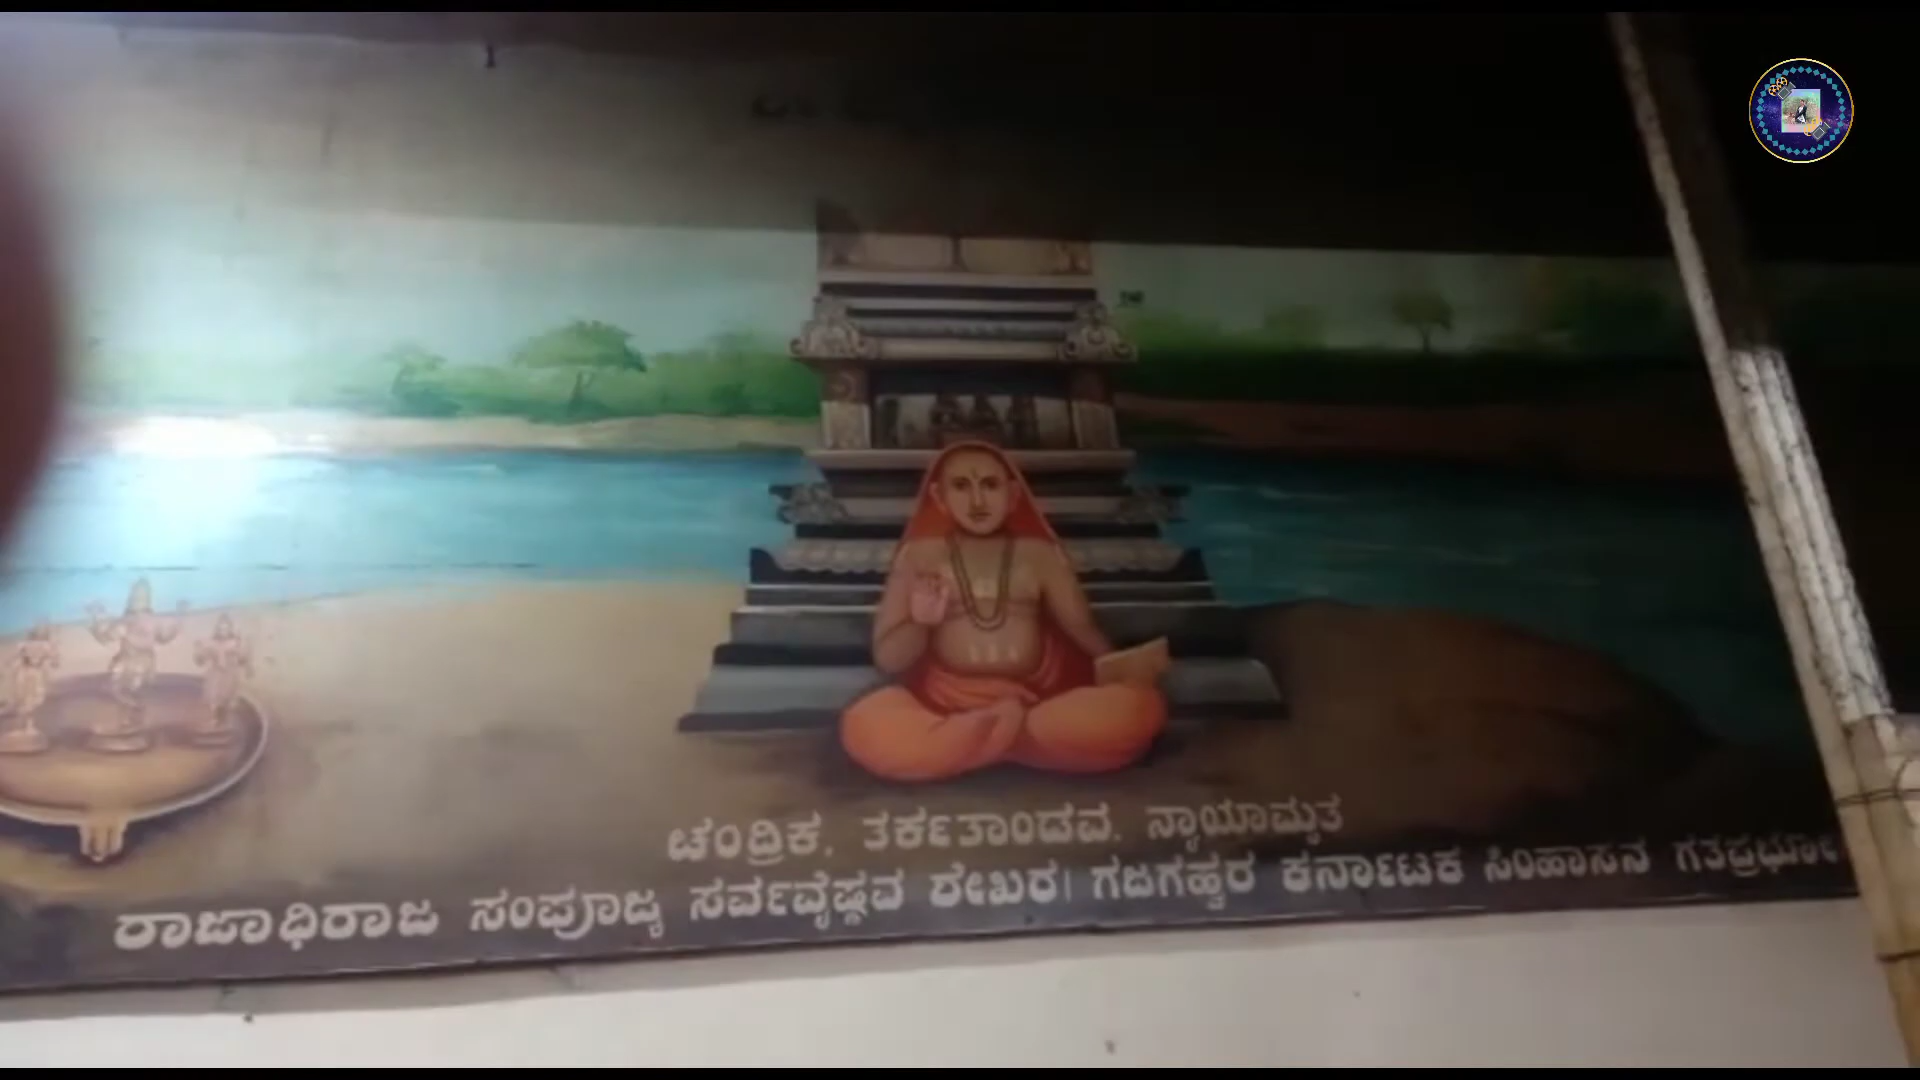 ಚಂದ್ರಿಕ, ತರ್ಕತಾಂಡವ, ನ್ಯಾಯಾಮೃತ
ರಾಜಾಧಿರಾಜ ಸಂಪೂಜ್ಯ ಸರ್ವವೈಷ್ಣವ ಶೇಖರ। ಗಜಗಹ್ವರ ಕರ್ನಾಟಕ ಸಿಂಹಾಸನ